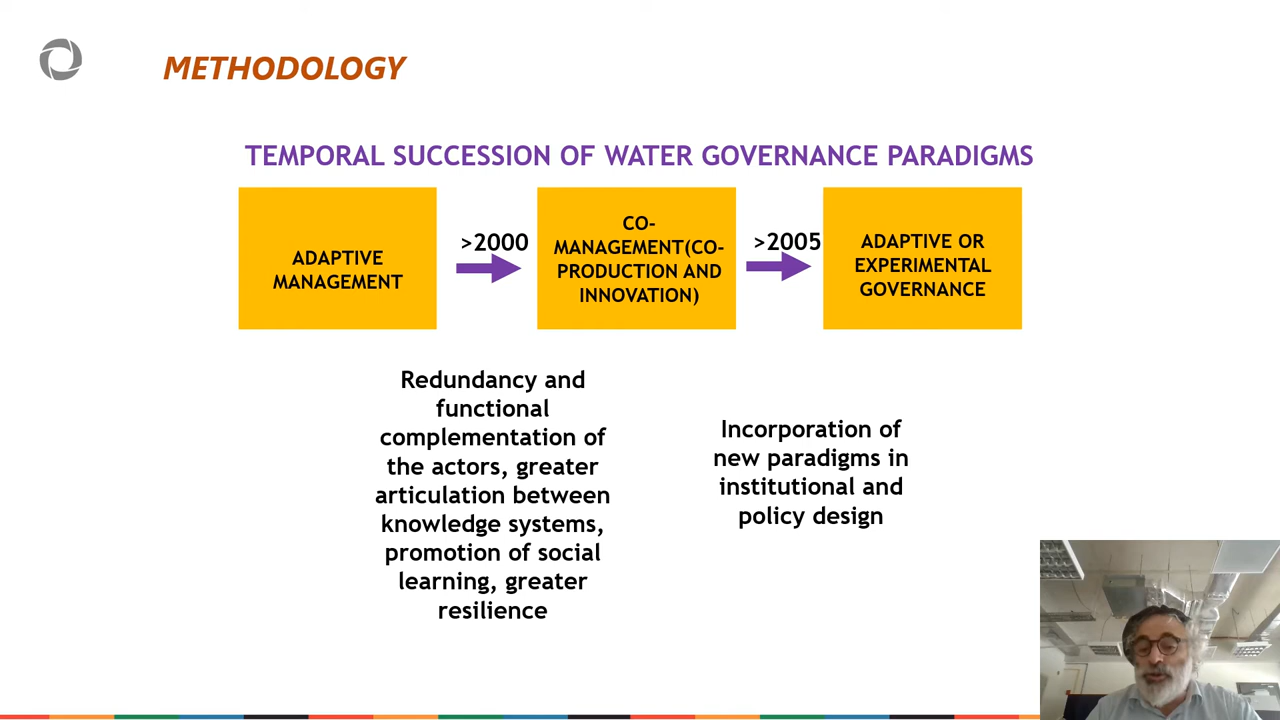 METHODOLOGY
TEMPORAL SUCCESSION OF WATER GOVERNANCE PARADIGMS
ADAPTIVE
MANAGEMENT
>2000
CO-
MANAGEMENT(CO-
PRODUCTION AND
INNOVATION)
>2005
ADAPTIVE OR
EXPERIMENTAL
GOVERNANCE
Redundancy and
functional
complementation of
the actors, greater
articulation between
knowledge systems,
promotion of social
learning, greater
resilience
Incorporation of
new paradigms in
institutional and
policy design